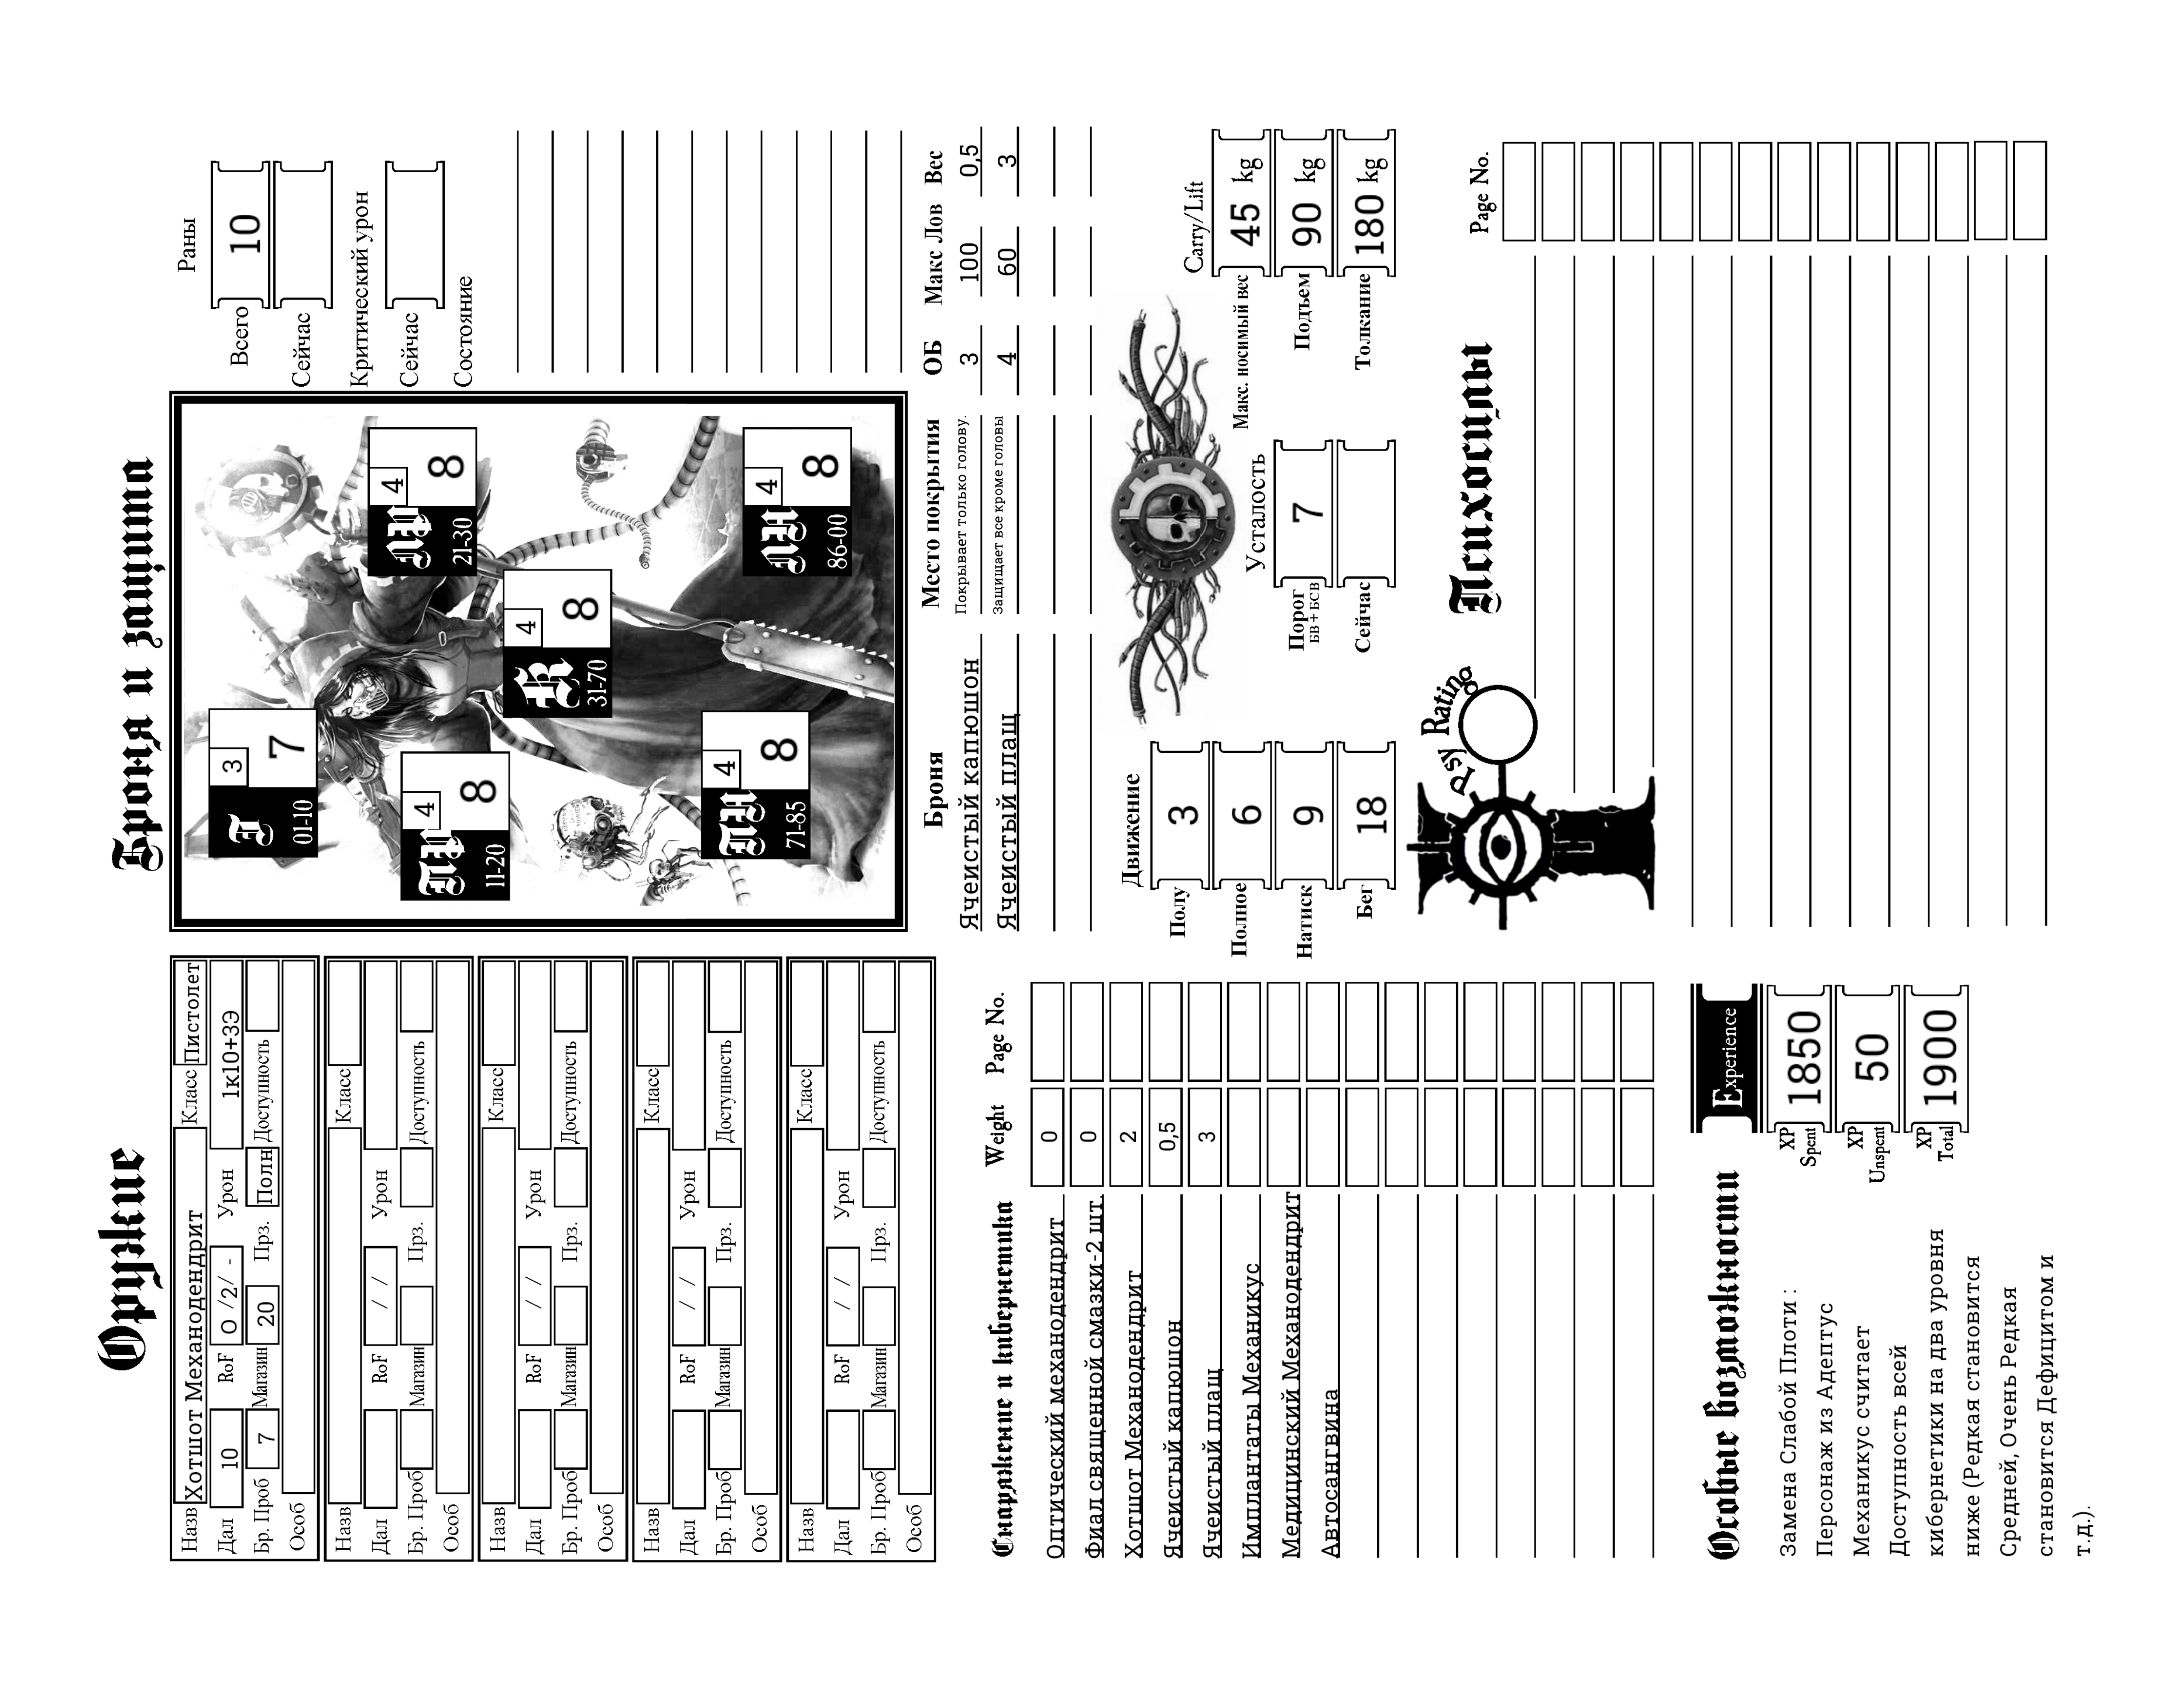 Оружие
Назв Хотшот Механодендрит Класс Пистолет
Дал 10 RoF О /2/ - Урон 1к10+3Э
Бр. Проб 7 Магазин 20 Прз. Полн Доступность
Особ
Назв Класс
Дал RoF / / Урон
Бр. Проб Магазин Прз. Доступность
Особ
Назв Класс
Дал RoF / / Урон
Бр. Проб Магазин Прз. Доступность
Особ
Назв Класс
Дал RoF / / Урон
Бр. Проб Магазин Прз. Доступность
Особ
Назв Класс
Дал RoF / / Урон
Бр. Проб Магазин Прз. Доступность
Особ
Снаряжение и кибернетика Weight Page No.
Оптический механодендрит 0
Фиал священной смазки-2 шт. 0
Хотшот Механодендрит 2
Ячеистый капюшон 0,5
Ячеистый плащ 3
Имплантаты Механикус
Медицинский Механодендрит
Автосангвина
Особые возможности
Замена Слабой Плоти :
Персонаж из Адептус
Механикус считает
Доступность всей
кибернетики на два уровня
ниже (Редкая становится
Средней, Очень Редкая
становится Дефицитом и
т.д.).
Experience
XP Spent 1850
XP Unspent 50
XP Total 1900
Броня и защита
Г 01-10 3 7
ПР 11-20 4 8
ЛР 21-30 4 8
31-70 4 8
ПН 71-85 4 8
ЛН 86-00 4 8
Раны
Всего 10
Сейчас
Критический урон
Сейчас
Состояние
Броня Место покрытия ОБ Макс Лов Вес
Ячеистый капюшон Покрывает только голову. 3 100 0,5
Ячеистый плащ Защищает все кроме головы 4 60 3
Движение
Полу 3
Полное 6
Натиск 9
Бег 18
Усталость
Порог БВ + БСВ 7
Сейчас
Carry/Lift
Макс. носимый вес 45 kg
Подъем 90 kg
Толкание 180 kg
Psy Rating
Психосилы Page No.